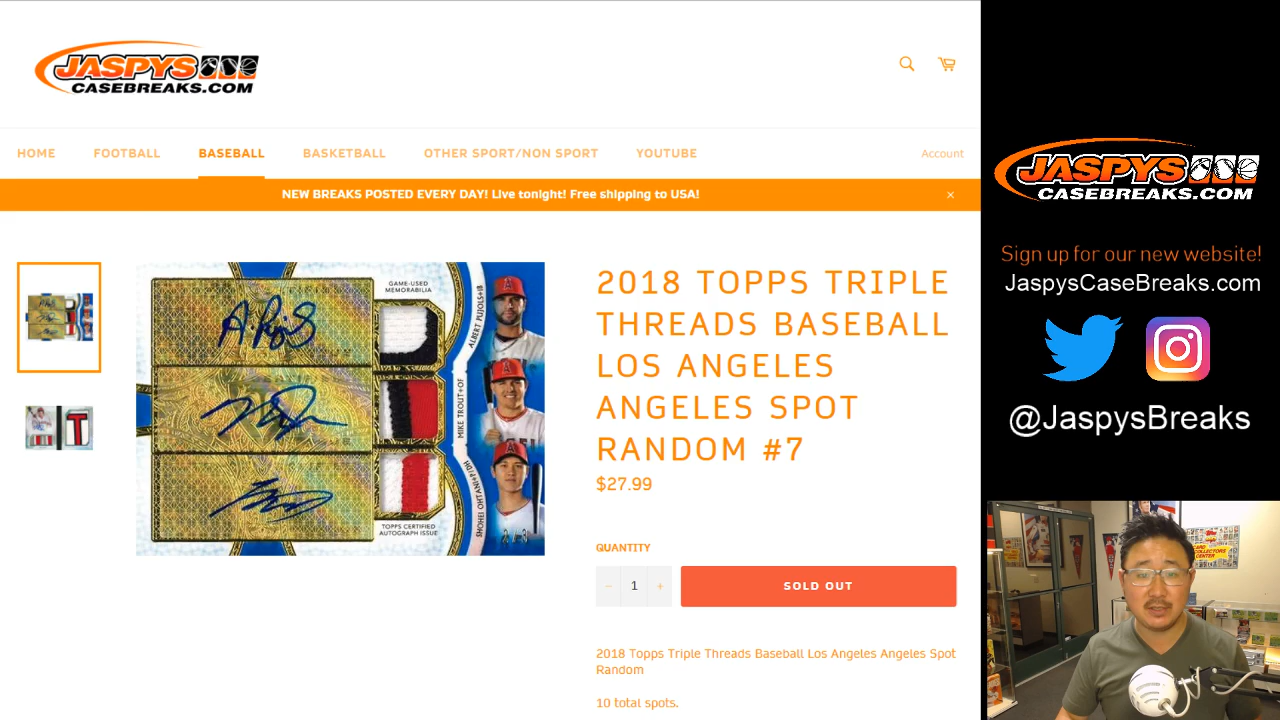 JASPYS
CASEBREAKS.COM
HOME FOOTBALL BASEBALL BASKETBALL OTHER SPORT/NON SPORT YOUTUBE Account
NEW BREAKS POSTED EVERY DAY! Live tonight! Free shipping to USA! ×
GAME-USED
MEMORABILIA
ALBERT PUJOLS•1B
MIKE TROUT•OF
SHOHEI OHTANI•P/DH
TOPPS CERTIFIED
AUTOGRAPH ISSUE
2018 TOPPS TRIPLE
THREADS BASEBALL
LOS ANGELES
ANGELES SPOT
RANDOM #7
$27.99
QUANTITY
− 1 +
SOLD OUT
2018 Topps Triple Threads Baseball Los Angeles Angeles Spot
Random
10 total spots.
JASPYS
CASEBREAKS.COM
Sign up for our new website!
JaspysCaseBreaks.com
@JaspysBreaks